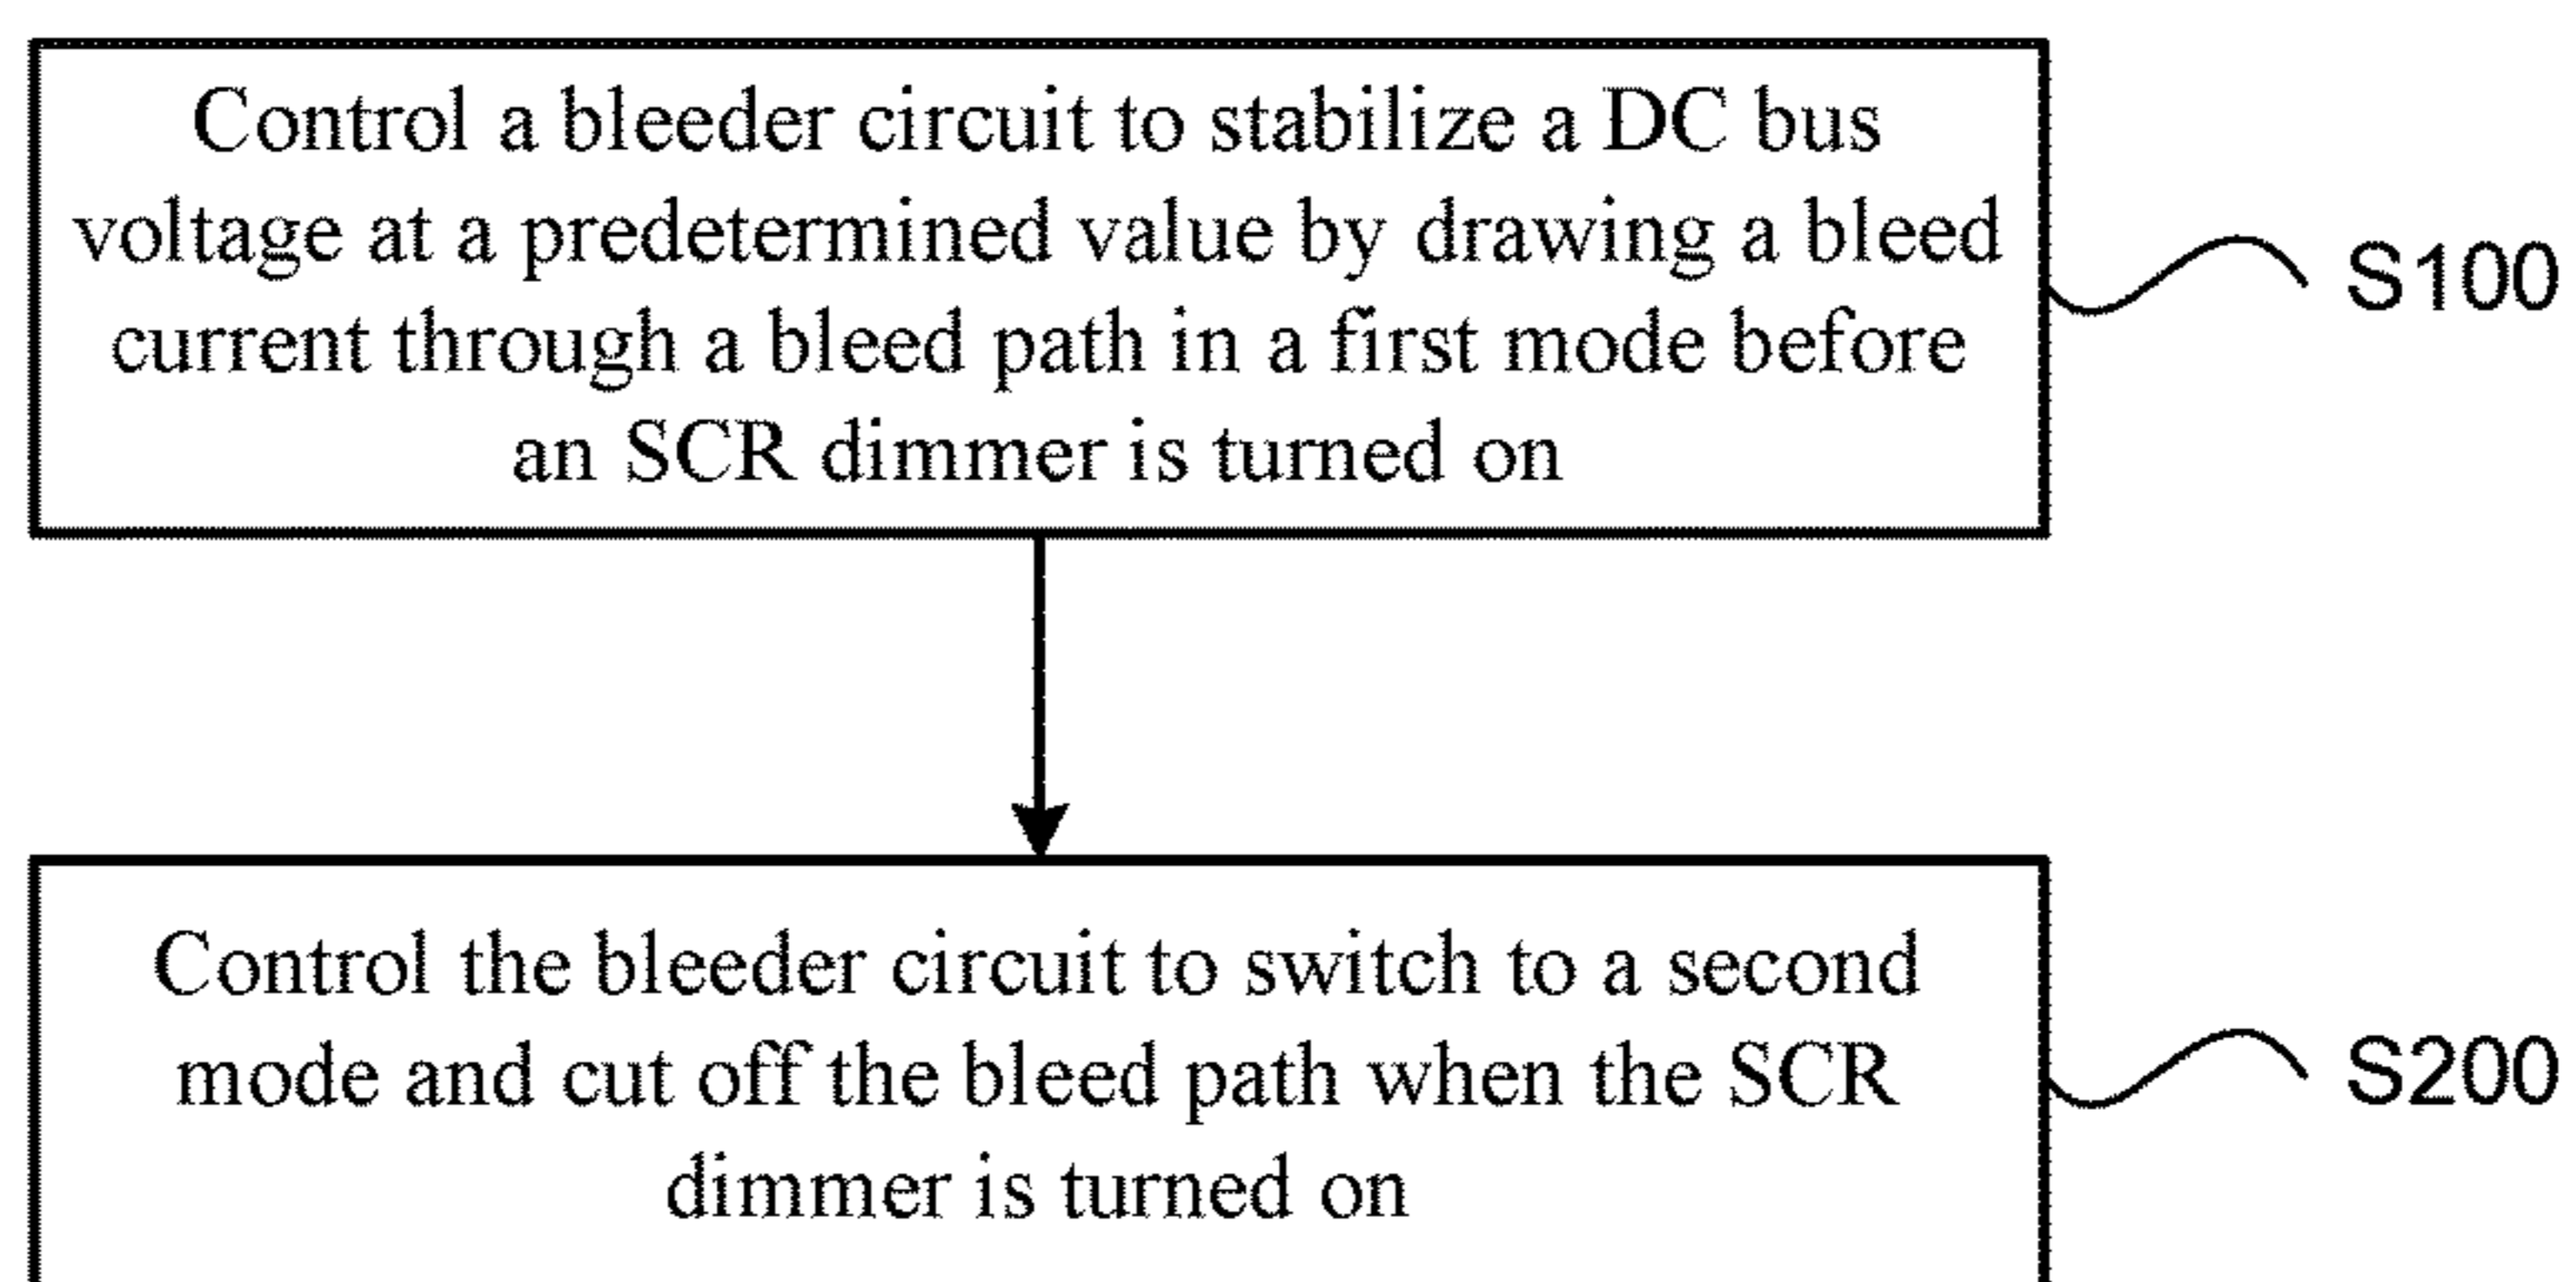 Control a bleeder circuit to stabilize a DC bus
voltage at a predetermined value by drawing a bleed
current through a bleed path in a first mode before
an SCR dimmer is turned on
S100
Control the bleeder circuit to switch to a second
mode and cut off the bleed path when the SCR
dimmer is turned on
S200